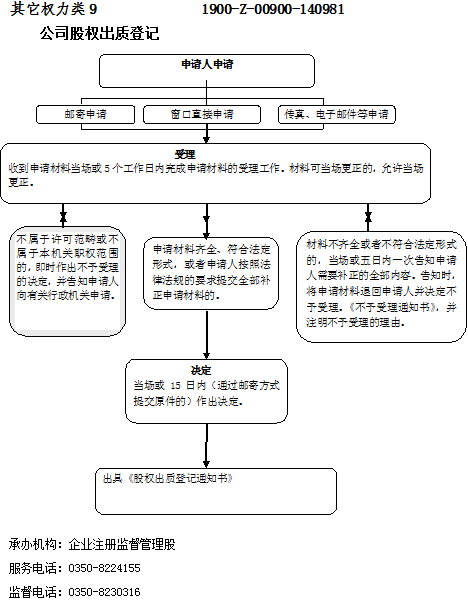 其它权力类9 1900-Z-00900-140981
公司股权出质登记
申请人申请
邮寄申请
窗口直接申请
传真、电子邮件等申请
受理
收到申请材料当场或5个工作日内完成申请材料的受理工作。材料可当场更正的，允许当场
更正。
不属于许可范畴或不
属于本机关职权范围
的，即时作出不予受理
的决定，并告知申请人
向有关行政机关申请。
申请材料齐全、符合法定
形式，或者申请人按照法
律法规的要求提交全部补
正申请材料的。
材料不齐全或者不符合法定形式
的，当场或五日内一次告知申请人
需要补正的全部内容。告知时，
将申请材料退回申请人并决定不
予受理。《不予受理通知书》，并
注明不予受理的理由。
决定
当场或 15 日内（通过邮寄方式
提交原件的）作出决定。
出具《股权出质登记通知书》
承办机构：企业注册监督管理股
服务电话：0350-8224155
监督电话：0350-8230316